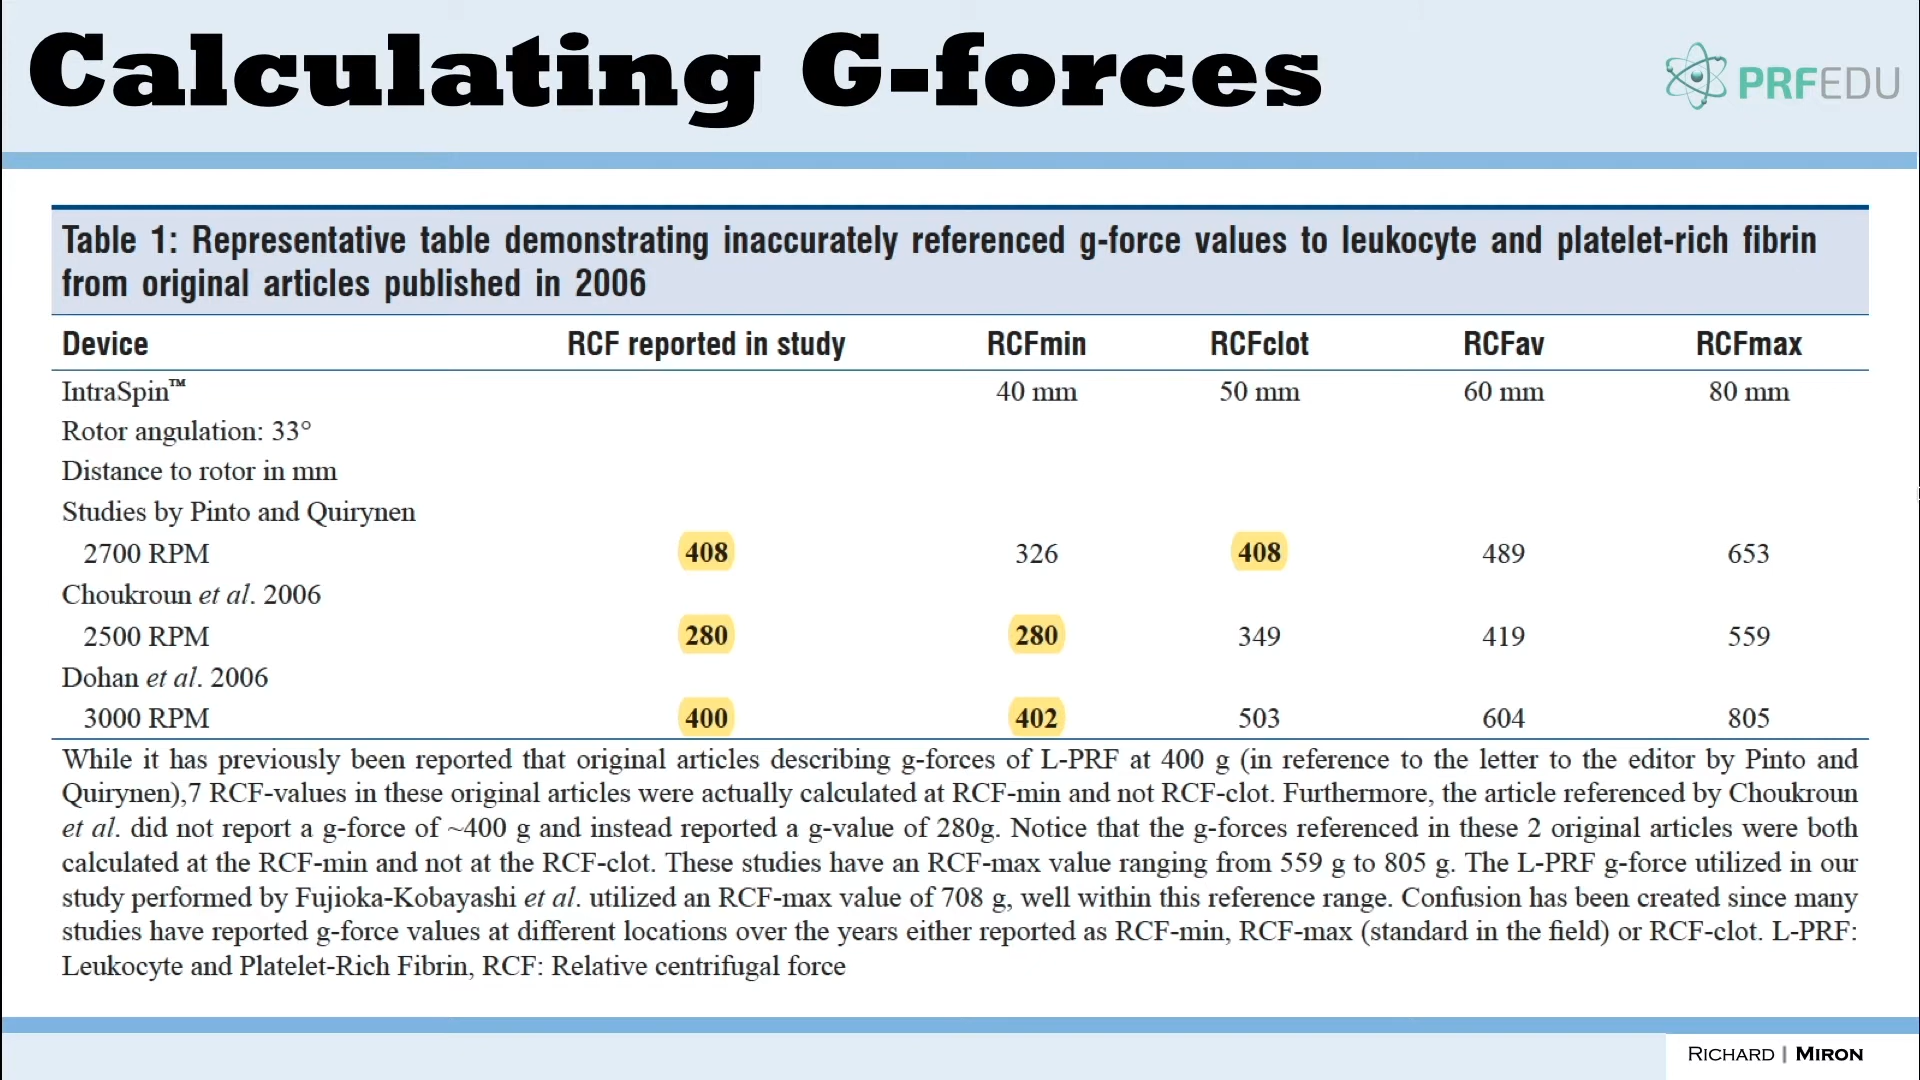 Calculating G-forces
PRFEDU
Table 1: Representative table demonstrating inaccurately referenced g-force values to leukocyte and platelet-rich fibrin
from original articles published in 2006
Device RCF reported in study RCFmin RCFclot RCFav RCFmax
IntraSpin™ 40 mm 50 mm 60 mm 80 mm
Rotor angulation: 33°
Distance to rotor in mm
Studies by Pinto and Quirynen
2700 RPM 408 326 408 489 653
Choukroun et al. 2006
2500 RPM 280 280 349 419 559
Dohan et al. 2006
3000 RPM 400 402 503 604 805
While it has previously been reported that original articles describing g-forces of L-PRF at 400 g (in reference to the letter to the editor by Pinto and
Quirynen),7 RCF-values in these original articles were actually calculated at RCF-min and not RCF-clot. Furthermore, the article referenced by Choukroun
et al. did not report a g-force of ~400 g and instead reported a g-value of 280g. Notice that the g-forces referenced in these 2 original articles were both
calculated at the RCF-min and not at the RCF-clot. These studies have an RCF-max value ranging from 559 g to 805 g. The L-PRF g-force utilized in our
study performed by Fujioka-Kobayashi et al. utilized an RCF-max value of 708 g, well within this reference range. Confusion has been created since many
studies have reported g-force values at different locations over the years either reported as RCF-min, RCF-max (standard in the field) or RCF-clot. L-PRF:
Leukocyte and Platelet-Rich Fibrin, RCF: Relative centrifugal force
RICHARD | MIRON